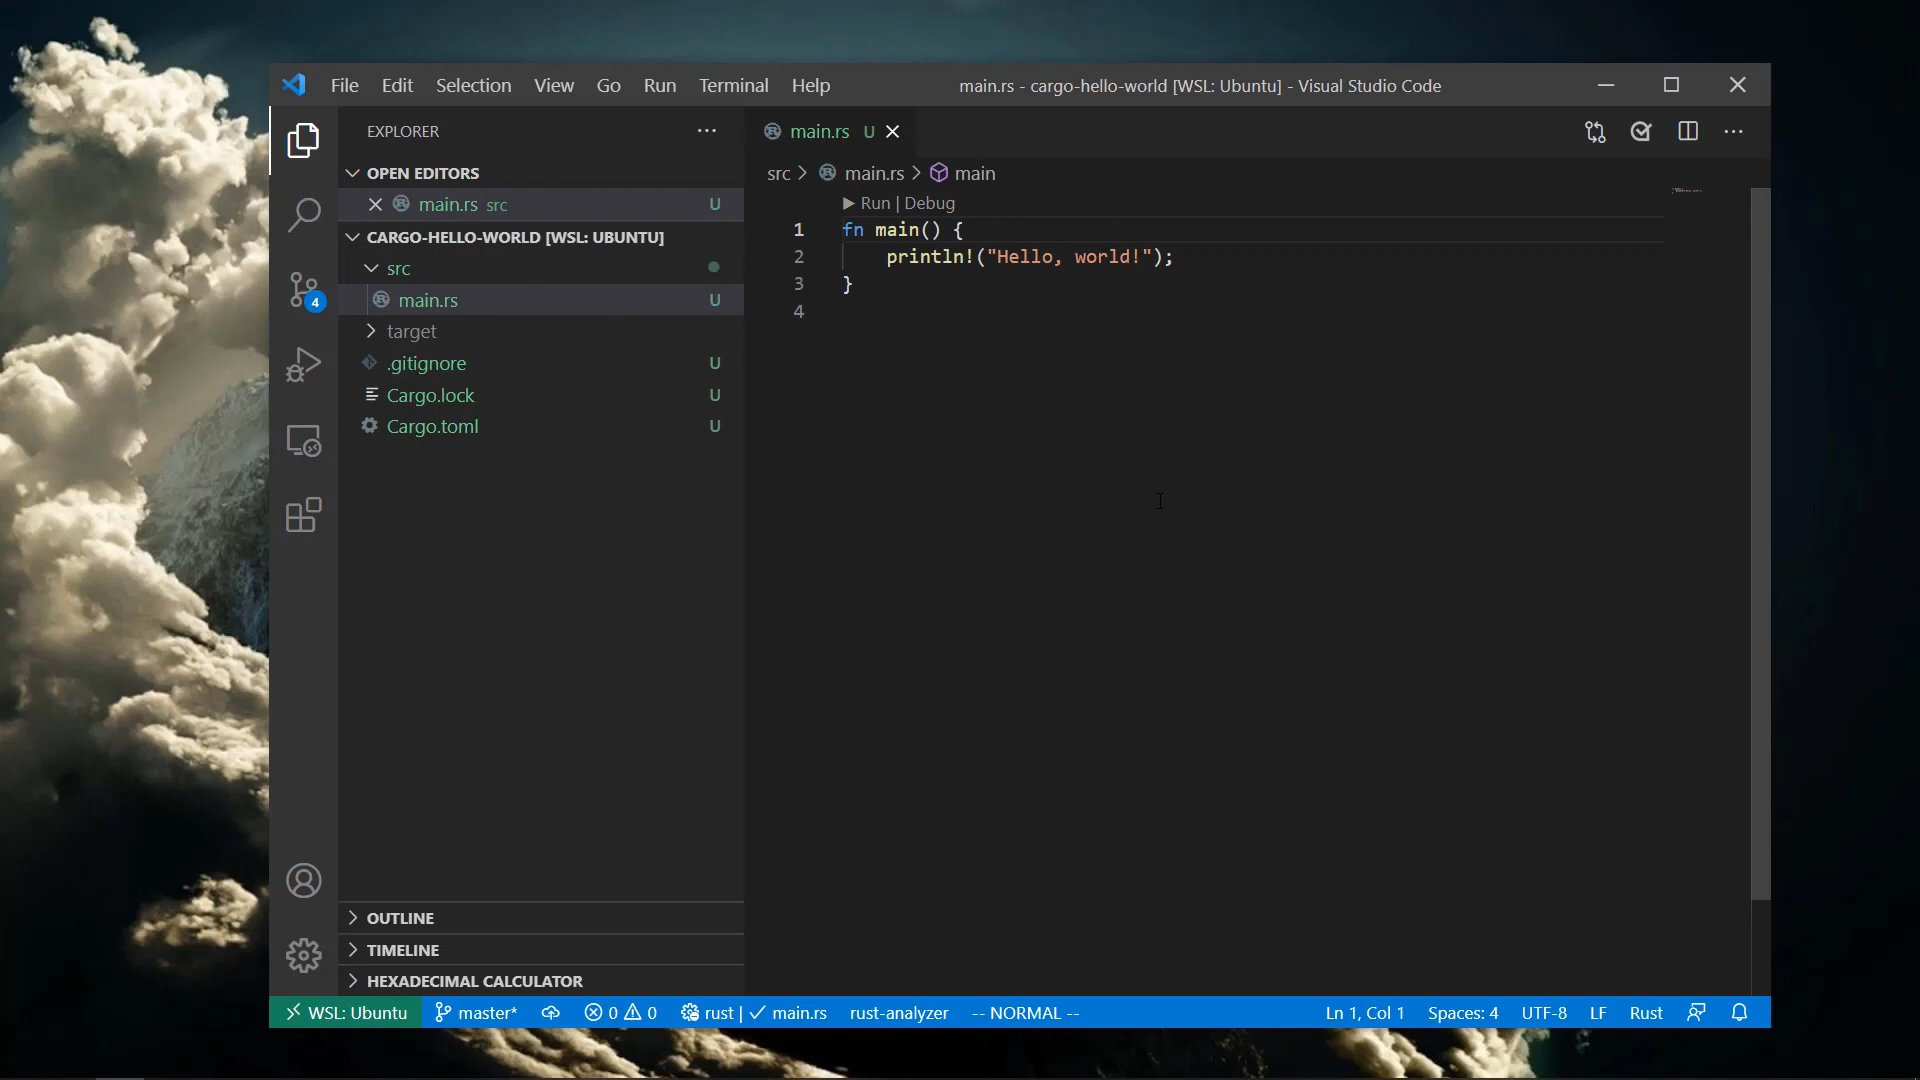 File Edit Selection View Go Run Terminal Help main.rs - cargo-hello-world [WSL: Ubuntu] - Visual Studio Code
EXPLORER
OPEN EDITORS
main.rs src U
CARGO-HELLO-WORLD [WSL: UBUNTU]
src
main.rs U
target
.gitignore U
Cargo.lock U
Cargo.toml U
OUTLINE
TIMELINE
HEXADECIMAL CALCULATOR
4
main.rs U
src > main.rs > main
Run | Debug
1 fn main() {
2 println!("Hello, world!");
3 }
4
WSL: Ubuntu master* 0 0 rust | ✓ main.rs rust-analyzer -- NORMAL -- Ln 1, Col 1 Spaces: 4 UTF-8 LF Rust